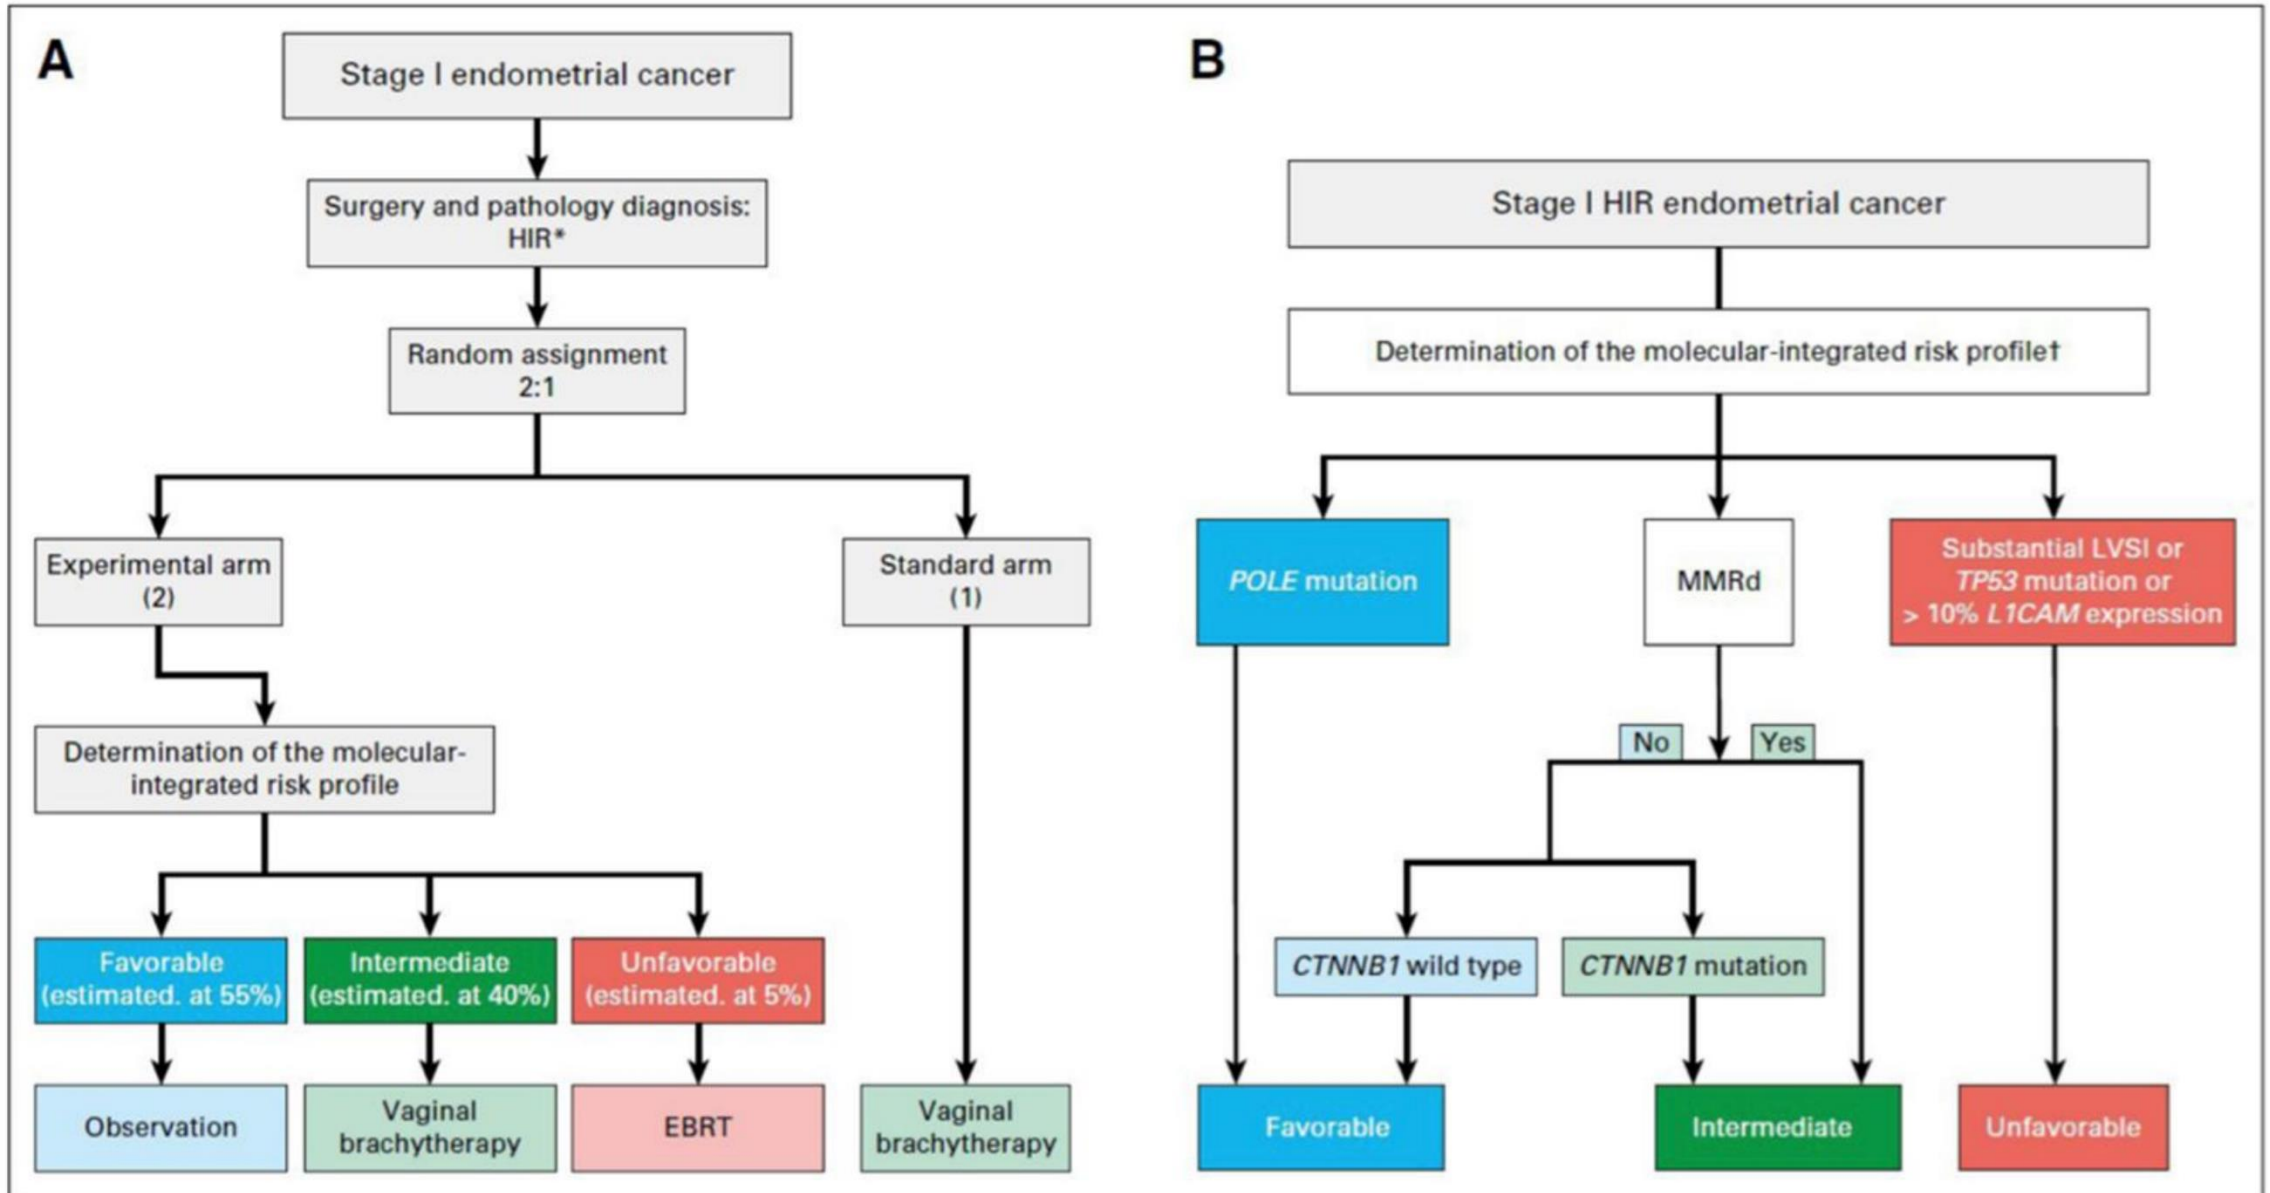 A
Stage I endometrial cancer
Surgery and pathology diagnosis:
HIR*
Random assignment
2:1
Experimental arm
(2)
Standard arm
(1)
Determination of the molecular-
integrated risk profile
Favorable
(estimated. at 55%)
Intermediate
(estimated. at 40%)
Unfavorable
(estimated. at 5%)
Observation
Vaginal
brachytherapy
EBRT
Vaginal
brachytherapy
B
Stage I HIR endometrial cancer
Determination of the molecular-integrated risk profile†
POLE mutation
MMRd
Substantial LVSI or
TP53 mutation or
> 10% L1CAM expression
No
Yes
CTNNB1 wild type
CTNNB1 mutation
Favorable
Intermediate
Unfavorable